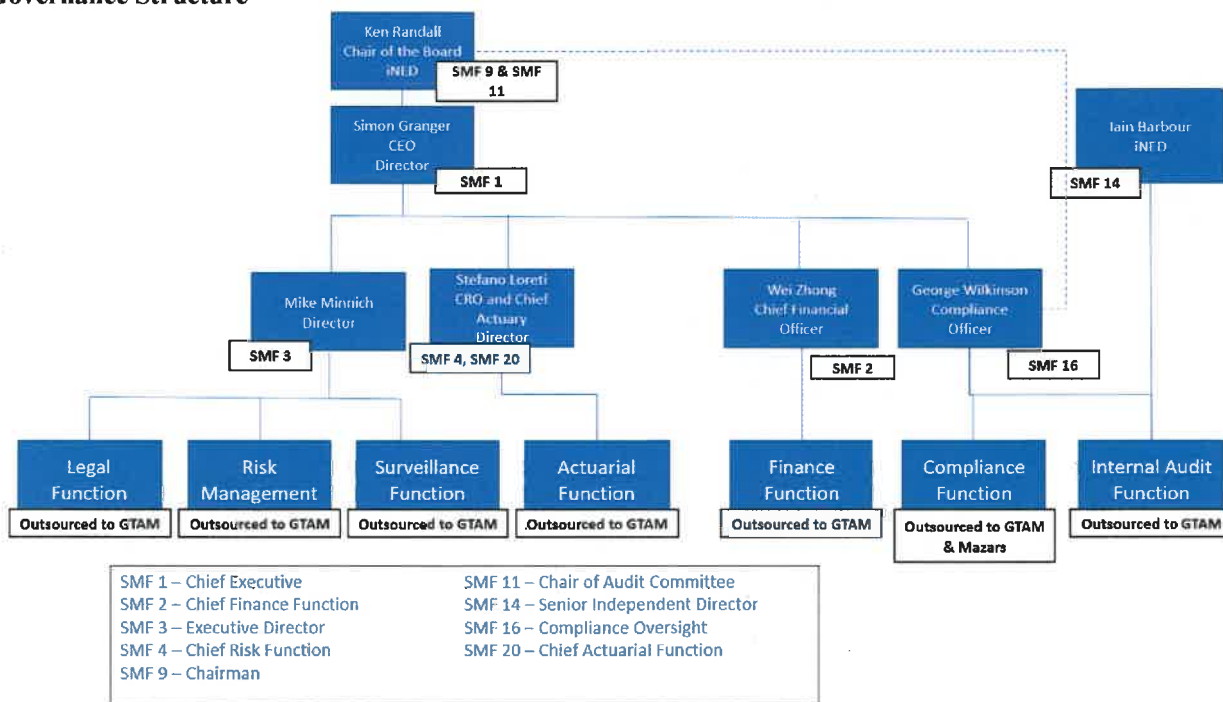 Governance Structure
Ken Randall
Chair of the Board
iNED
SMF 9 & SMF
11
Simon Granger
CEO
Director
SMF 1
Iain Barbour
iNED
SMF 14
Mike Minnich
Director
SMF 3
Stefano Loreti
CRO and Chief
Actuary
Director
SMF 4, SMF 20
Wei Zhong
Chief Financial
Officer
SMF 2
George Wilkinson
Compliance
Officer
SMF 16
Legal
Function
Outsourced to GTAM
Risk
Management
Outsourced to GTAM
Surveillance
Function
Outsourced to GTAM
Actuarial
Function
.Outsourced to GTAM
Finance
Function
Outsourced to GTAM
Compliance
Function
Outsourced to GTAM
& Mazars
Internal Audit
Function
Outsourced to GTAM
SMF 1 – Chief Executive
SMF 2 – Chief Finance Function
SMF 3 – Executive Director
SMF 4 – Chief Risk Function
SMF 9 – Chairman
SMF 11 – Chair of Audit Committee
SMF 14 – Senior Independent Director
SMF 16 – Compliance Oversight
SMF 20 – Chief Actuarial Function